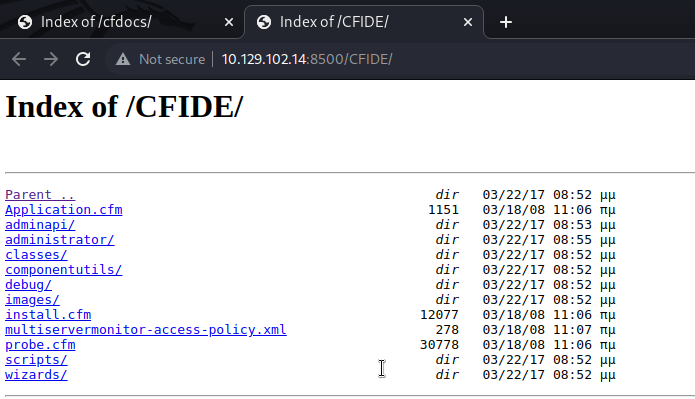 Index of /cfdocs/
Index of /CFIDE/
Not secure 10.129.102.14:8500/CFIDE/
Index of /CFIDE/
Parent .. dir 03/22/17 08:52 μμ
Application.cfm 1151 03/18/08 11:06 πμ
adminapi/ dir 03/22/17 08:53 μμ
administrator/ dir 03/22/17 08:55 μμ
classes/ dir 03/22/17 08:52 μμ
componentutils/ dir 03/22/17 08:52 μμ
debug/ dir 03/22/17 08:52 μμ
images/ dir 03/22/17 08:52 μμ
install.cfm 12077 03/18/08 11:06 πμ
multiservermonitor-access-policy.xml 278 03/18/08 11:07 πμ
probe.cfm 30778 03/18/08 11:06 πμ
scripts/ dir 03/22/17 08:52 μμ
wizards/ dir 03/22/17 08:52 μμ